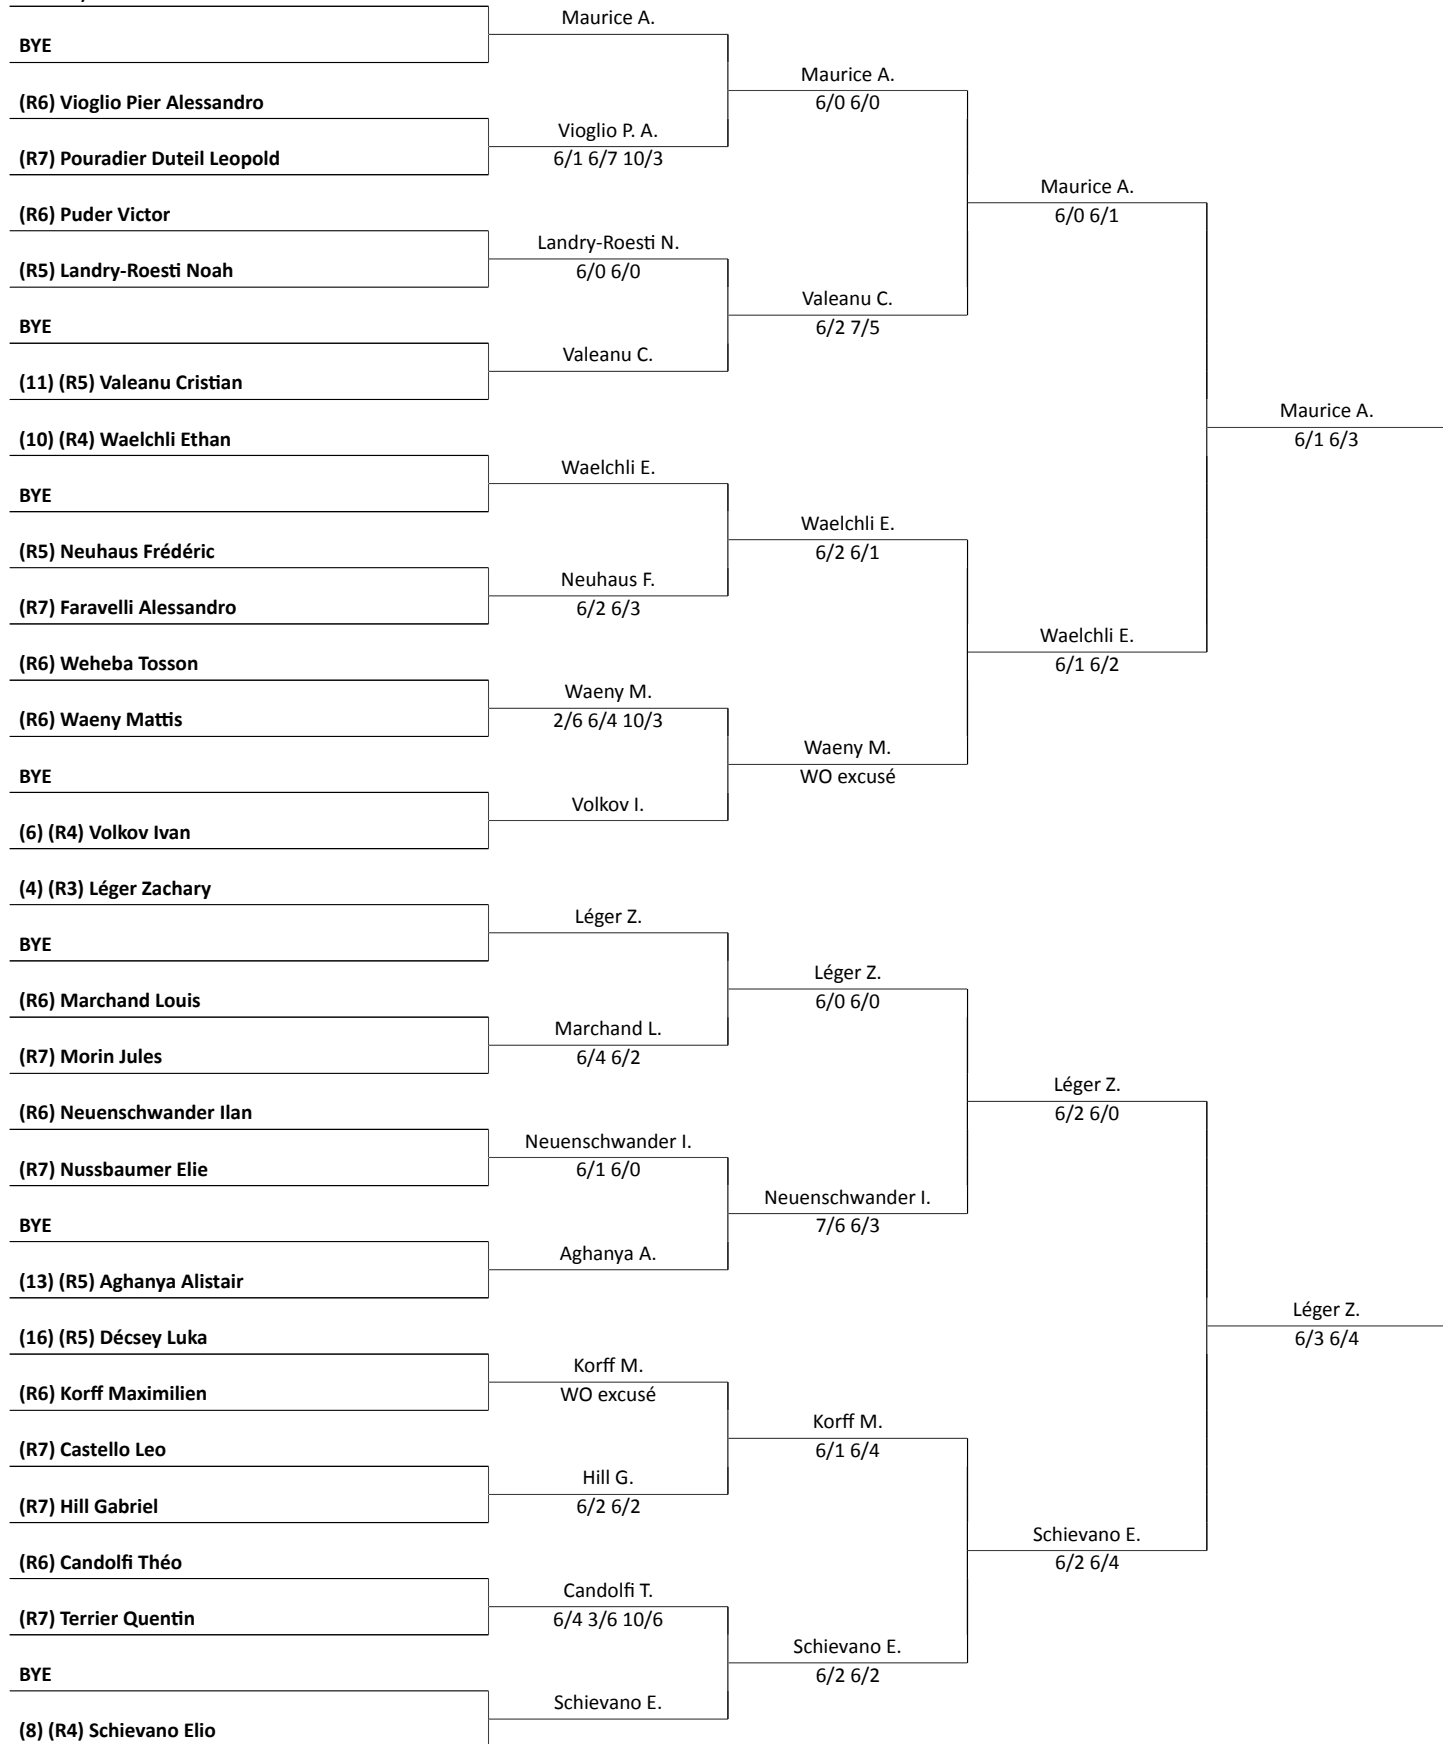 Maurice A.
BYE
Maurice A.
6/0 6/0
(R6) Vioglio Pier Alessandro
Vioglio P. A.
6/1 6/7 10/3
(R7) Pouradier Duteil Leopold
Maurice A.
6/0 6/1
(R6) Puder Victor
Landry-Roesti N.
6/0 6/0
(R5) Landry-Roesti Noah
Valeanu C.
6/2 7/5
BYE
Valeanu C.
(11) (R5) Valeanu Cristian
Maurice A.
6/1 6/3
(10) (R4) Waelchli Ethan
Waelchli E.
BYE
Waelchli E.
6/2 6/1
(R5) Neuhaus Frédéric
Neuhaus F.
6/2 6/3
(R7) Faravelli Alessandro
Waelchli E.
6/1 6/2
(R6) Weheba Tosson
Waeny M.
2/6 6/4 10/3
(R6) Waeny Mattis
Waeny M.
WO excusé
BYE
Volkov I.
(6) (R4) Volkov Ivan
(4) (R3) Léger Zachary
Léger Z.
BYE
Léger Z.
6/0 6/0
(R6) Marchand Louis
Marchand L.
6/4 6/2
(R7) Morin Jules
Léger Z.
6/2 6/0
(R6) Neuenschwander Ilan
Neuenschwander I.
6/1 6/0
(R7) Nussbaumer Elie
Neuenschwander I.
7/6 6/3
BYE
Aghanya A.
(13) (R5) Aghanya Alistair
Léger Z.
6/3 6/4
(16) (R5) Décsey Luka
Korff M.
WO excusé
(R6) Korff Maximilien
Korff M.
6/1 6/4
(R7) Castello Leo
Hill G.
6/2 6/2
(R7) Hill Gabriel
Schievano E.
6/2 6/4
(R6) Candolfi Théo
Candolfi T.
6/4 3/6 10/6
(R7) Terrier Quentin
Schievano E.
6/2 6/2
BYE
Schievano E.
(8) (R4) Schievano Elio